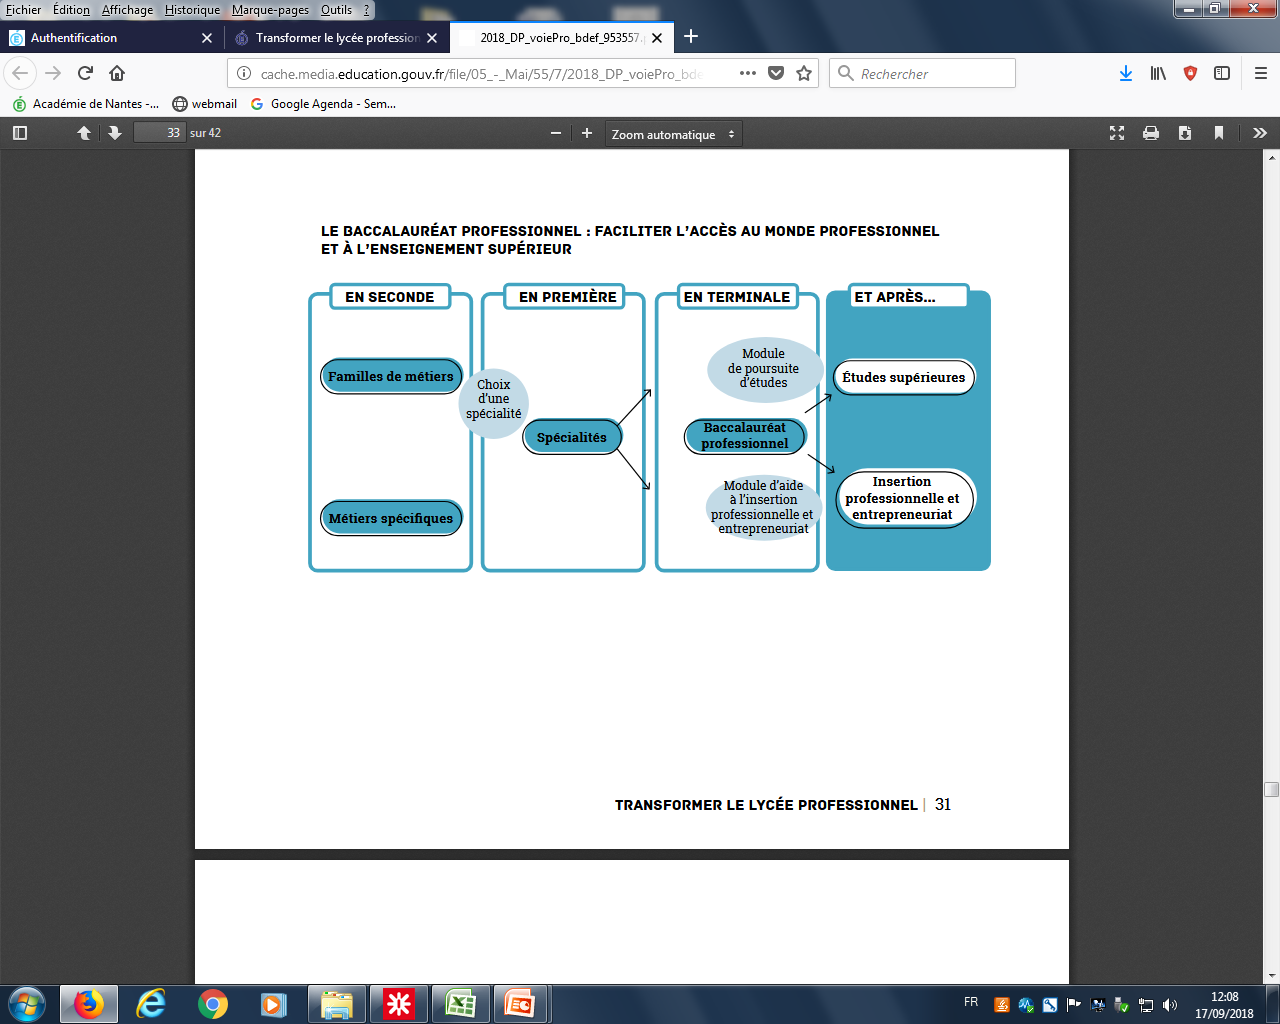 Fichier Édition Affichage Historique Marque-pages Outils ?
Authentification
Transformer le lycée profession
2018_DP_voiePro_bdef_953557.
cache.media.education.gouv.fr/file/05_-_Mai/55/7/2018_DP_voiePro_bde
Rechercher
Académie de Nantes -...
webmail
Google Agenda - Sem...
33 sur 42
Zoom automatique
LE BACCALAURÉAT PROFESSIONNEL : FACILITER L'ACCÈS AU MONDE PROFESSIONNEL
ET À L'ENSEIGNEMENT SUPÉRIEUR
EN SECONDE
Familles de métiers
Métiers spécifiques
Choix
d'une
spécialité
EN PREMIÈRE
Spécialités
EN TERMINALE
Module
de poursuite
d'études
Baccalauréat
professionnel
Module d'aide
à l'insertion
professionnelle et
entrepreneuriat
ET APRÈS...
Études supérieures
Insertion
professionnelle et
entrepreneuriat
TRANSFORMER LE LYCÉE PROFESSIONNEL | 31
FR
12:08
17/09/2018